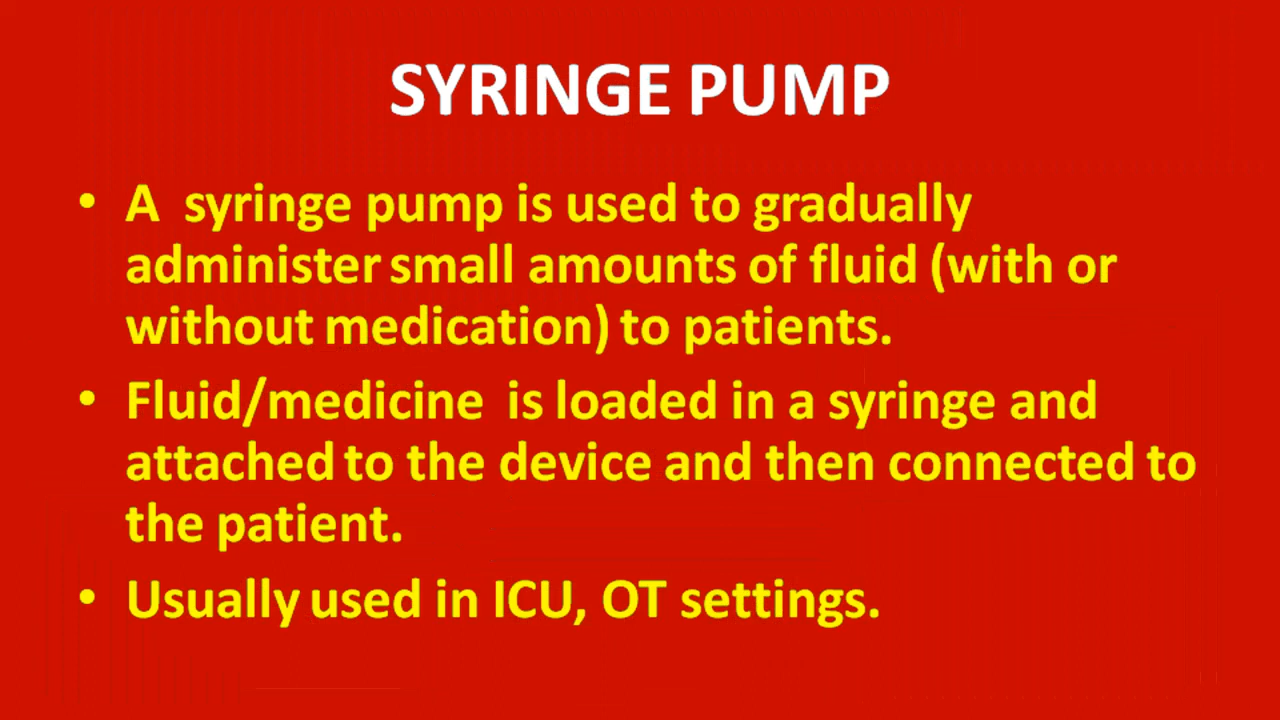 SYRINGE PUMP
• A  syringe pump is used to gradually
administer small amounts of fluid (with or
without medication) to patients.
• Fluid/medicine  is loaded in a syringe and
attached to the device and then connected to
the patient.
• Usually used in ICU, OT settings.